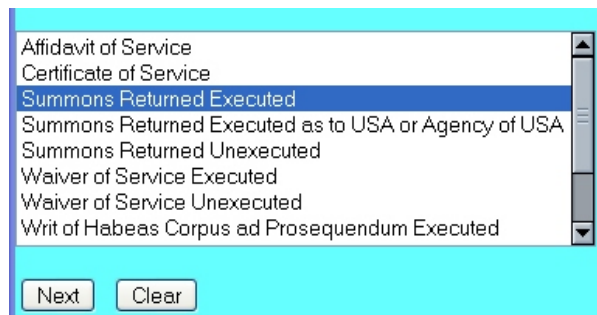 Affidavit of Service
Certificate of Service
Summons Returned Executed
Summons Returned Executed as to USA or Agency of USA
Summons Returned Unexecuted
Waiver of Service Executed
Waiver of Service Unexecuted
Writ of Habeas Corpus ad Prosequendum Executed
Next Clear